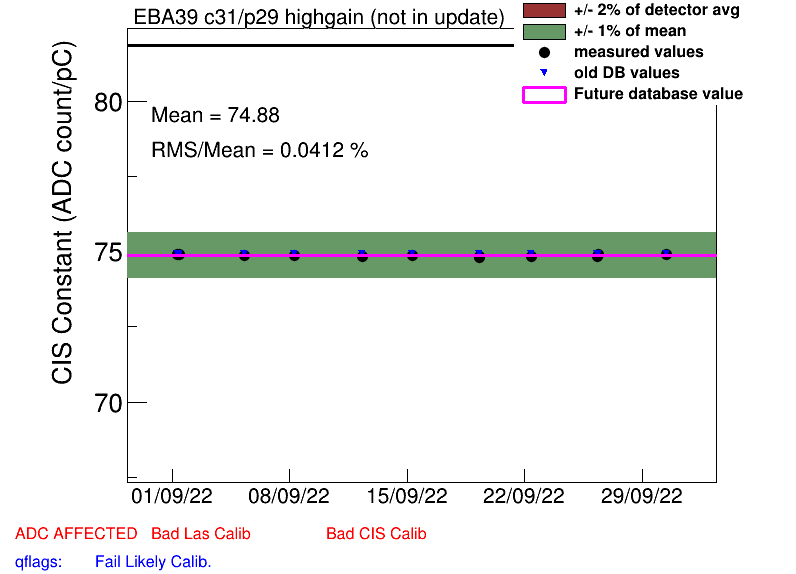 EBA39 c31/p29 highgain (not in update)
+/- 2% of detector avg
+/- 1% of mean
measured values
old DB values
Future database value
CIS Constant (ADC count/pC)
80
75
70
Mean = 74.88
RMS/Mean = 0.0412 %
01/09/22 08/09/22 15/09/22 22/09/22 29/09/22
ADC AFFECTED Bad Las Calib Bad CIS Calib
qflags: Fail Likely Calib.